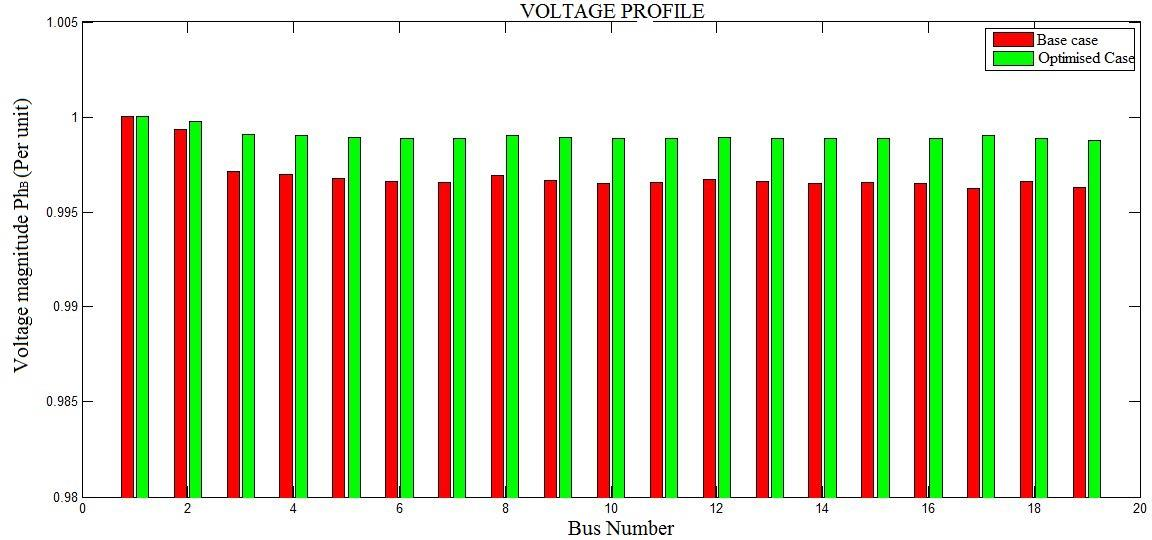 VOLTAGE PROFILE
1.005
1
0.995
0.99
0.985
0.98
Voltage magnitude PhB (Per unit)
Base case
Optimised Case
0 2 4 6 8 10 12 14 16 18 20
Bus Number